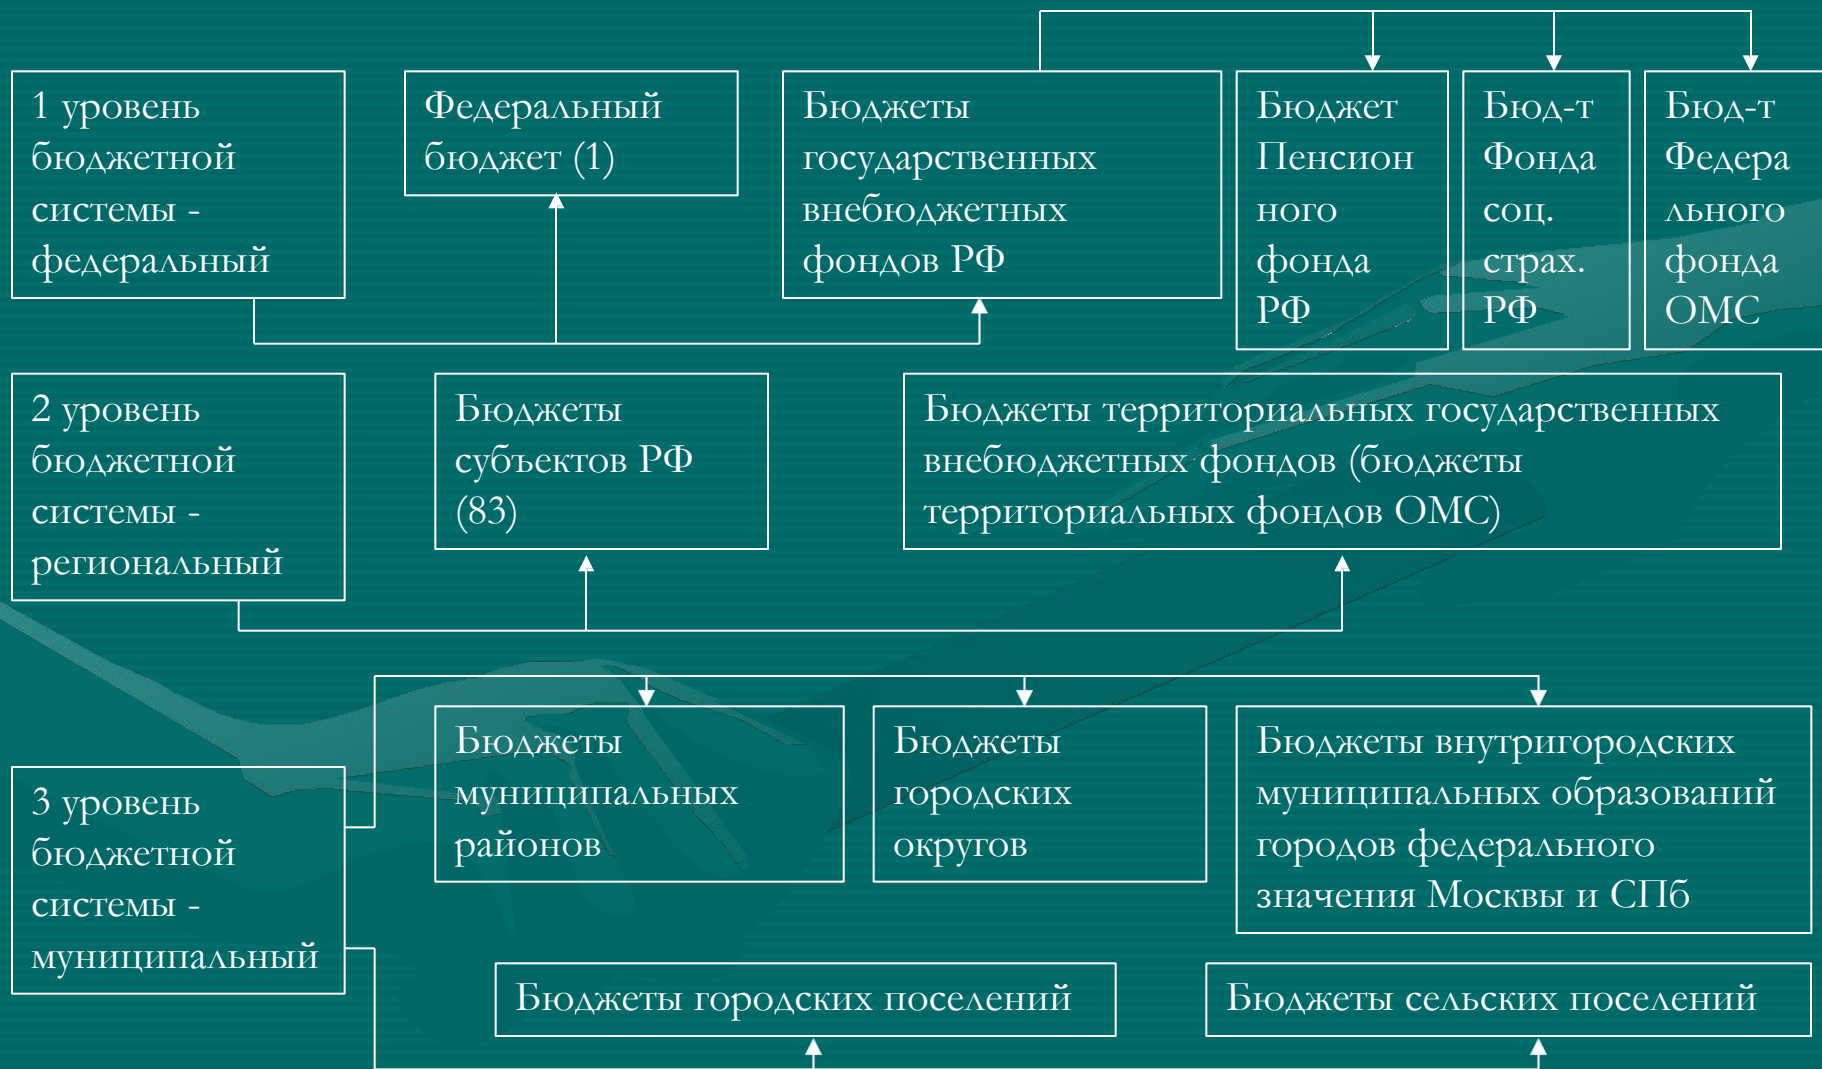 1 уровень
бюджетной
системы -
федеральный
Федеральный
бюджет (1)
Бюджеты
государственных
внебюджетных
фондов РФ
Бюджет
Пенсион
ного
фонда
РФ
Бюд-т
Фонда
соц.
страх.
РФ
Бюд-т
Федера
льного
фонда
ОМС
2 уровень
бюджетной
системы -
региональный
Бюджеты
субъектов РФ
(83)
Бюджеты территориальных государственных
внебюджетных фондов (бюджеты
территориальных фондов ОМС)
3 уровень
бюджетной
системы -
муниципальный
Бюджеты
муниципальных
районов
Бюджеты
городских
округов
Бюджеты внутригородских
муниципальных образований
городов федерального
значения Москвы и СПб
Бюджеты городских поселений
Бюджеты сельских поселений